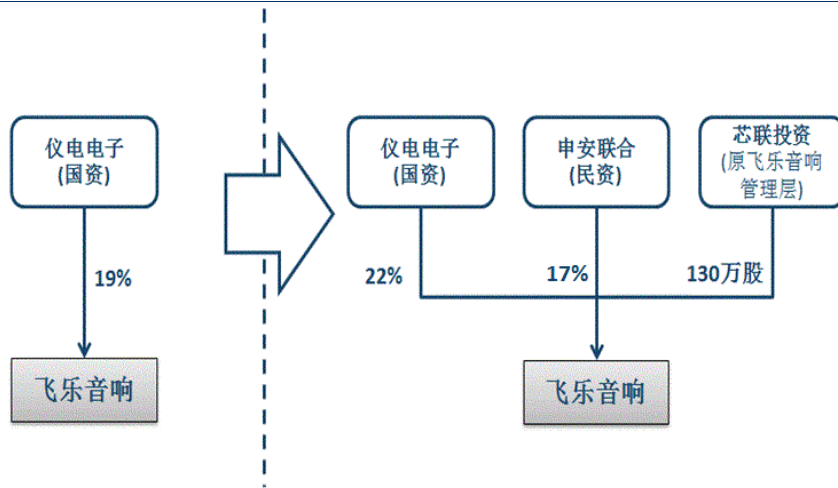 仪电电子
(国资)
19%
飞乐音响
仪电电子
(国资)
申安联合
(民资)
芯联投资
(原飞乐音响
管理层)
22%
17%
130万股
飞乐音响